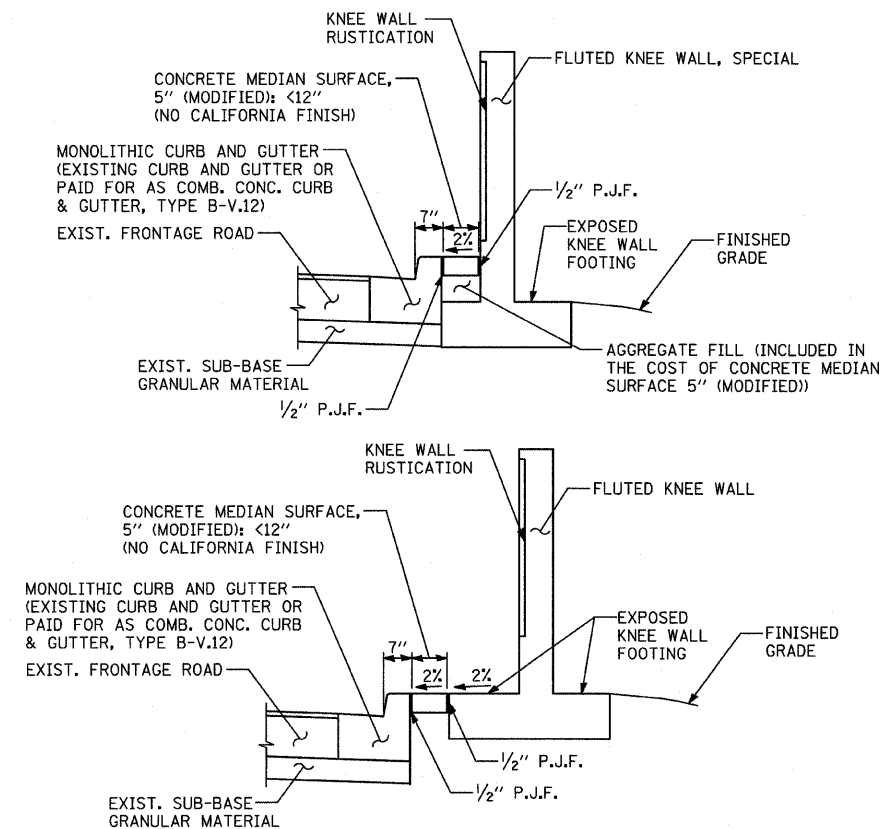 KNEE WALL
RUSTICATION
FLUTED KNEE WALL, SPECIAL
CONCRETE MEDIAN SURFACE,
5" (MODIFIED): <12"
(NO CALIFORNIA FINISH)
MONOLITHIC CURB AND GUTTER
(EXISTING CURB AND GUTTER OR
PAID FOR AS COMB. CONC. CURB
& GUTTER, TYPE B-V.12)
1/2" P.J.F.
7"
2%
EXPOSED
KNEE WALL
FOOTING
EXIST. FRONTAGE ROAD
FINISHED
GRADE
AGGREGATE FILL (INCLUDED IN
THE COST OF CONCRETE MEDIAN
SURFACE 5" (MODIFIED))
EXIST. SUB-BASE
GRANULAR MATERIAL
1/2" P.J.F.
KNEE WALL
RUSTICATION
FLUTED KNEE WALL
CONCRETE MEDIAN SURFACE,
5" (MODIFIED): <12"
(NO CALIFORNIA FINISH)
MONOLITHIC CURB AND GUTTER
(EXISTING CURB AND GUTTER OR
PAID FOR AS COMB. CONC. CURB
& GUTTER, TYPE B-V.12)
EXPOSED
KNEE WALL
FOOTING
FINISHED
GRADE
7"
2%
2%
EXIST. FRONTAGE ROAD
1/2" P.J.F.
1/2" P.J.F.
EXIST. SUB-BASE
GRANULAR MATERIAL